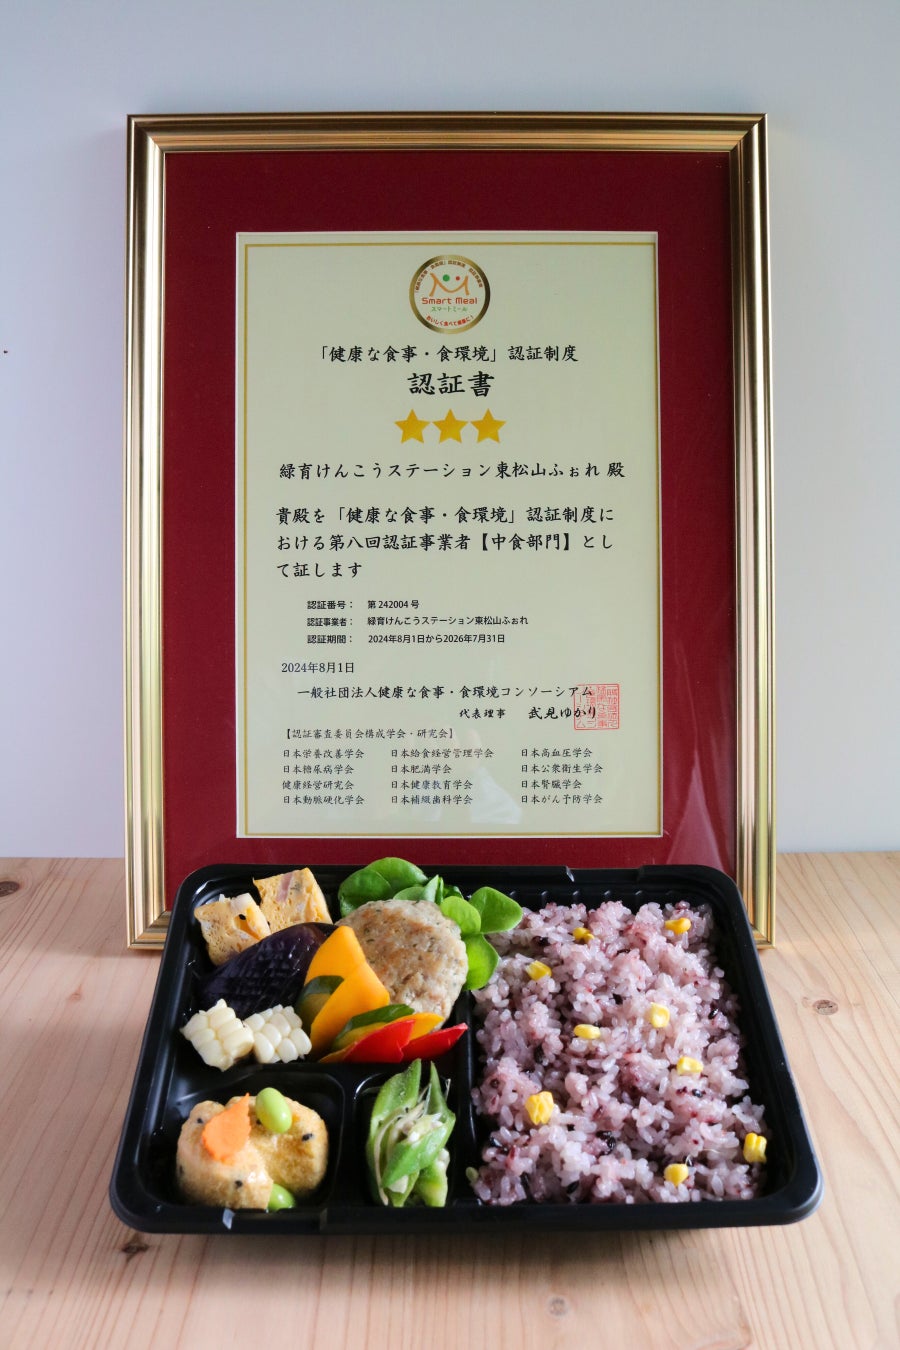 Smart Meal
スマートミール
おいしく食べて健康に!
「健康な食事・食環境」認証制度
認証書
緑育けんこうステーション東松山ふぉれ 殿
貴殿を「健康な食事・食環境」認証制度に
おける第八回認証事業者【中食部門】とし
て証します
認証番号： 第 242004 号
認証事業者： 緑育けんこうステーション東松山ふぉれ
認証期間： 2024年8月1日から2026年7月31日
2024年8月1日
一般社団法人健康な食事・食環境コンソーシアム
代表理事 武見ゆかり
【認証審査委員会構成学会・研究会】
日本栄養改善学会 日本給食経営管理学会 日本高血圧学会
日本糖尿病学会 日本肥満学会 日本公衆衛生学会
健康経営研究会 日本健康教育学会 日本腎臓学会
日本動脈硬化学会 日本補綴歯科学会 日本がん予防学会